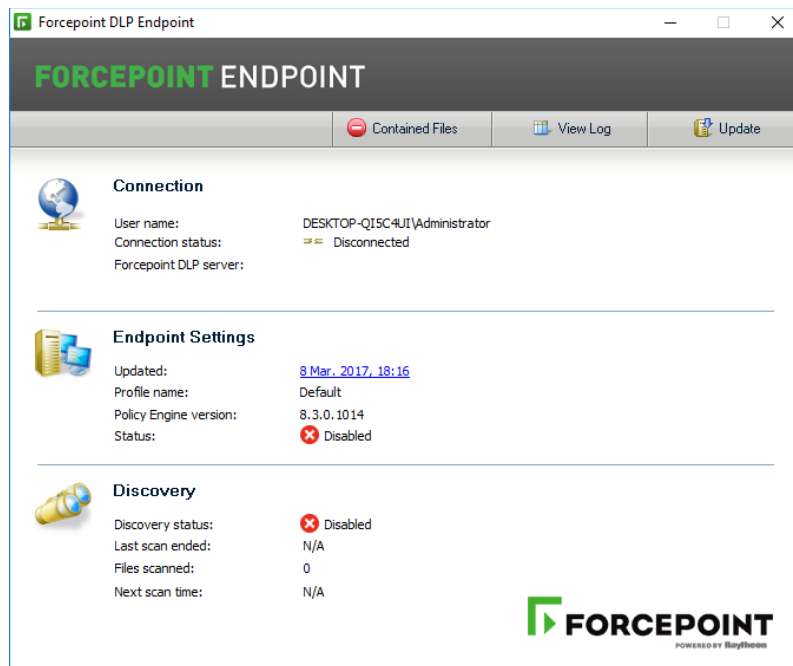 Forcepoint DLP Endpoint
FORCEPOINT ENDPOINT
Contained Files View Log Update
Connection
User name: DESKTOP-QI5C4UI\Administrator
Connection status: Disconnected
Forcepoint DLP server:
Endpoint Settings
Updated: 8 Mar. 2017, 18:16
Profile name: Default
Policy Engine version: 8.3.0.1014
Status: Disabled
Discovery
Discovery status: Disabled
Last scan ended: N/A
Files scanned: 0
Next scan time: N/A
FORCEPOINT
POWERED BY Raytheon